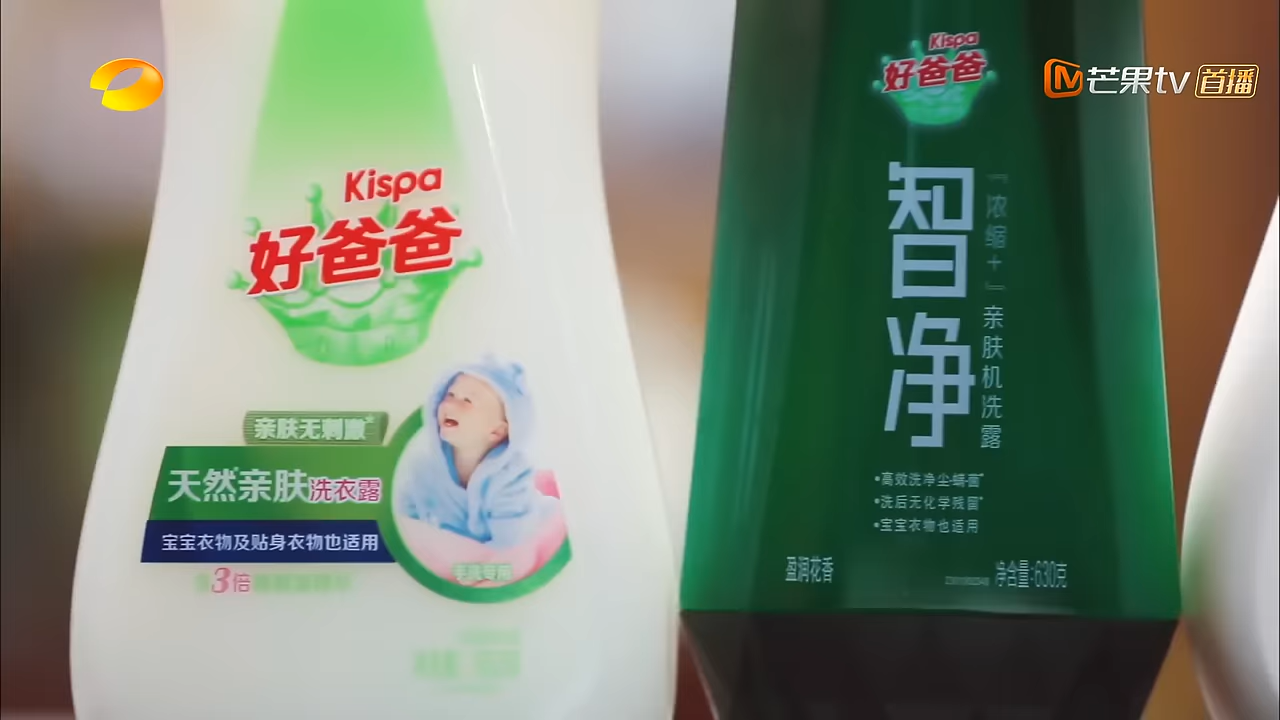 Kispa
好爸爸
亲肤无刺激*
天然亲肤洗衣露
宝宝衣物及贴身衣物也适用
3倍
Kispa
好爸爸
智净
「浓缩+」亲肤机洗露
•高效洗净尘螨菌*
•洗后无化学残留*
•宝宝衣物也适用
盈润花香
净含量:630克
芒果tv 首播